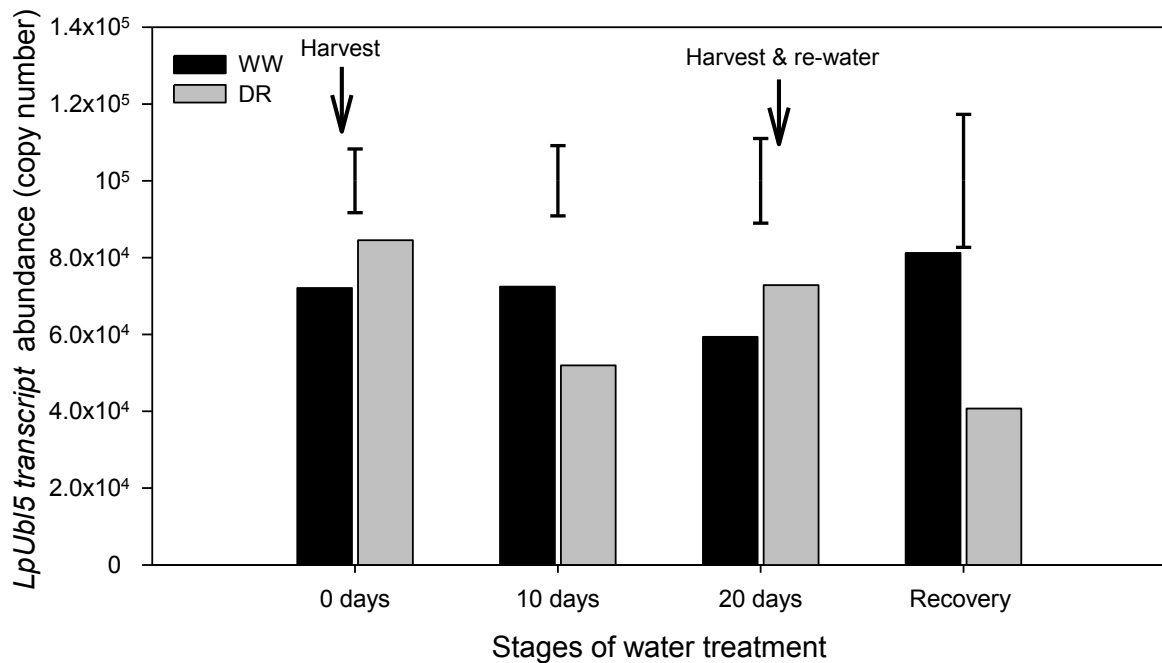 LpUbl5 transcript abundance (copy number)
1.4x10⁵
1.2x10⁵
10⁵
8.0x10⁴
6.0x10⁴
4.0x10⁴
2.0x10⁴
0
WW
DR
Harvest
Harvest & re-water
0 days
10 days
20 days
Recovery
Stages of water treatment